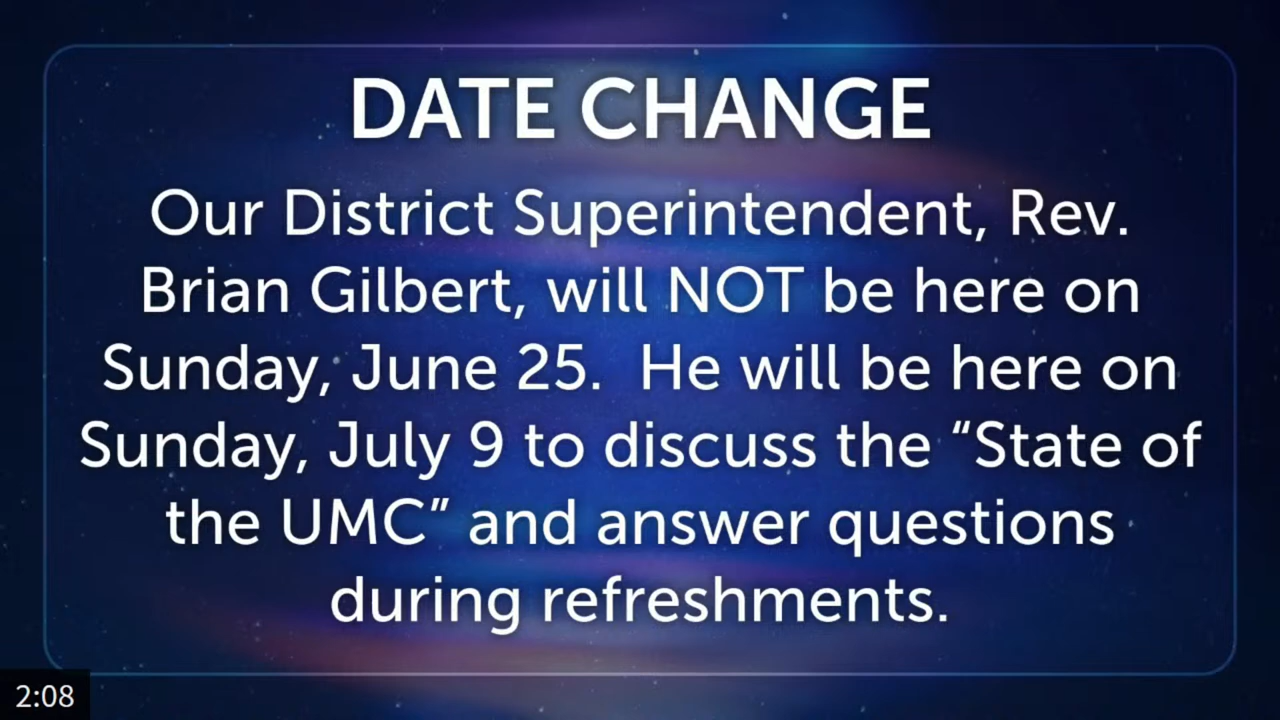 DATE CHANGE
Our District Superintendent, Rev.
Brian Gilbert, will NOT be here on
Sunday, June 25.  He will be here on
Sunday, July 9 to discuss the “State of
the UMC” and answer questions
during refreshments.
2:08